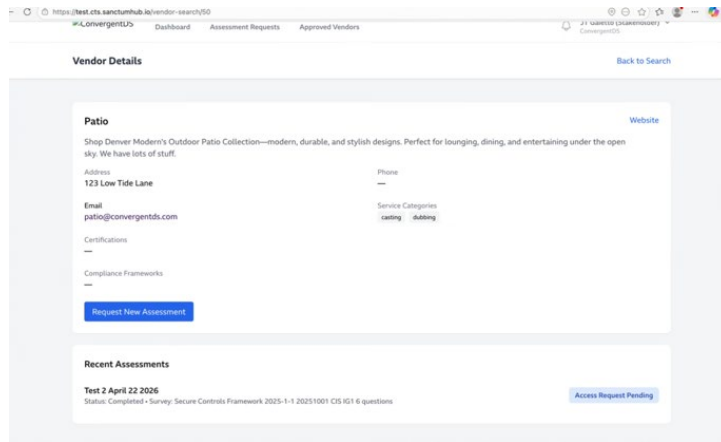 https://test.cts.sanctumhub.io/vendor-search/50
ConvergentDS
Dashboard
Assessment Requests
Approved Vendors
JT Galetto (Stakeholder)
ConvergentDS
Vendor Details
Back to Search
Patio
Website
Shop Denver Modern's Outdoor Patio Collection—modern, durable, and stylish designs. Perfect for lounging, dining, and entertaining under the open
sky. We have lots of stuff.
Address
123 Low Tide Lane
Phone
—
Email
patio@convergentds.com
Service Categories
casting dubbing
Certifications
—
Compliance Frameworks
—
Request New Assessment
Recent Assessments
Test 2 April 22 2026
Status: Completed • Survey: Secure Controls Framework 2025-1-1 20251001 CIS IG1 6 questions
Access Request Pending